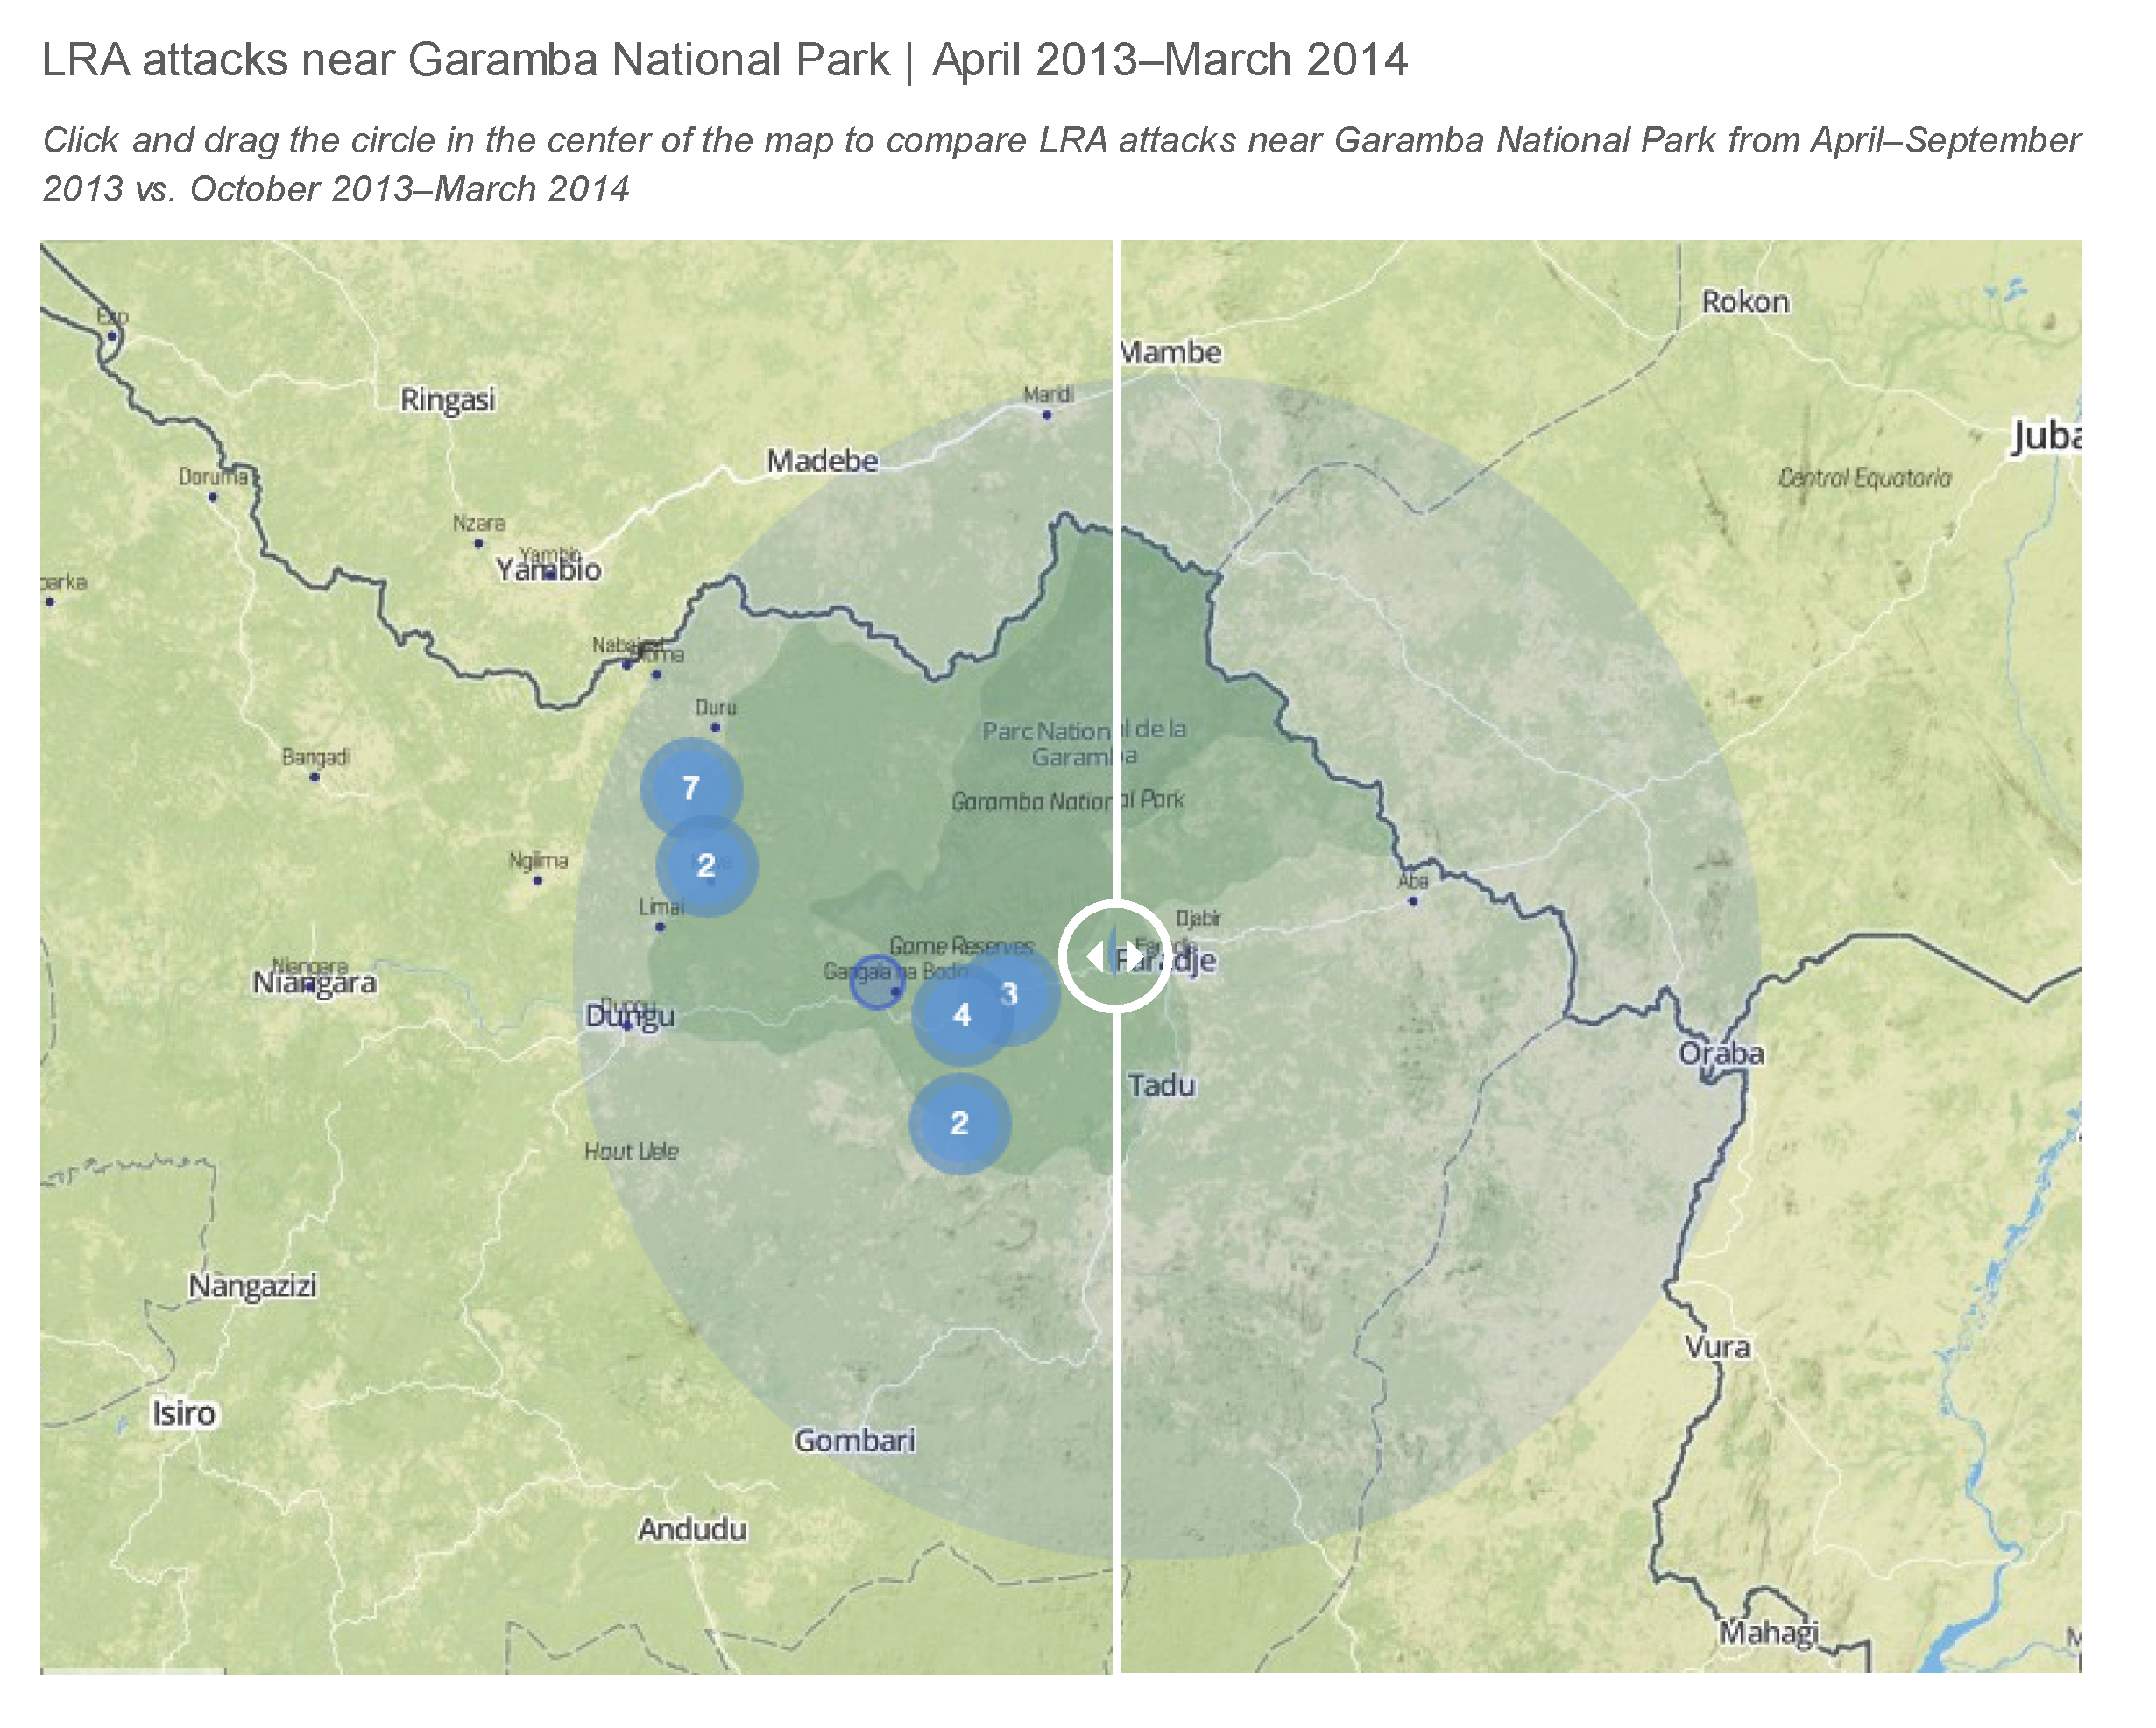 LRA attacks near Garamba National Park | April 2013–March 2014
Click and drag the circle in the center of the map to compare LRA attacks near Garamba National Park from April–September
2013 vs. October 2013–March 2014
Rokon
Mambe
Maridi
Ringasi
Juba
Madebe
Central Equatoria
Doruma
Nzara
Yambio
Yambio
Duru
Parc National de la
Garamba
Bangadi
7
Garamba National Park
2
Ngilma
Limai
Aba
Djabir
Game Reserves
Faradje
Faradje
Gangala na Bodio
Niangara
Niangara
3
4
Dungu
Dungu
Oraba
Tadu
2
Haut Uele
Nangazizi
Vura
Isiro
Gombari
Andudu
Mahagi